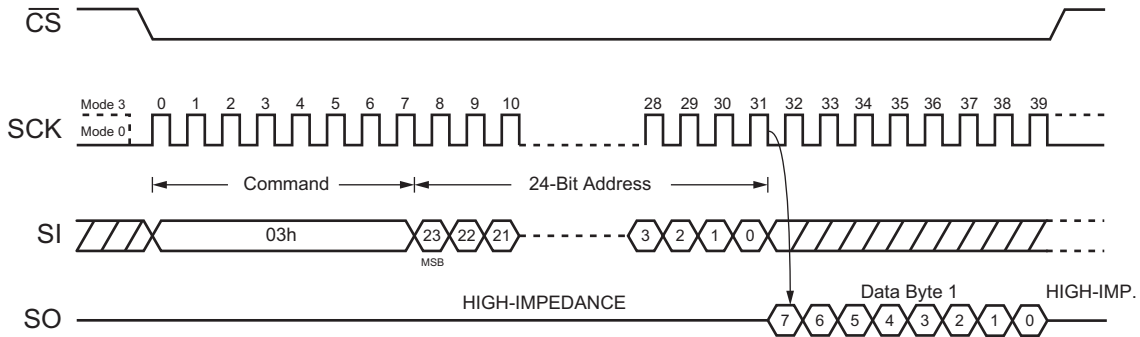 CS
Mode 3
Mode 0
SCK
0 1 2 3 4 5 6 7 8 9 10 28 29 30 31 32 33 34 35 36 37 38 39
Command 24-Bit Address
SI
03h 23 22 21 3 2 1 0
MSB
HIGH-IMPEDANCE Data Byte 1 HIGH-IMP.
SO
7 6 5 4 3 2 1 0